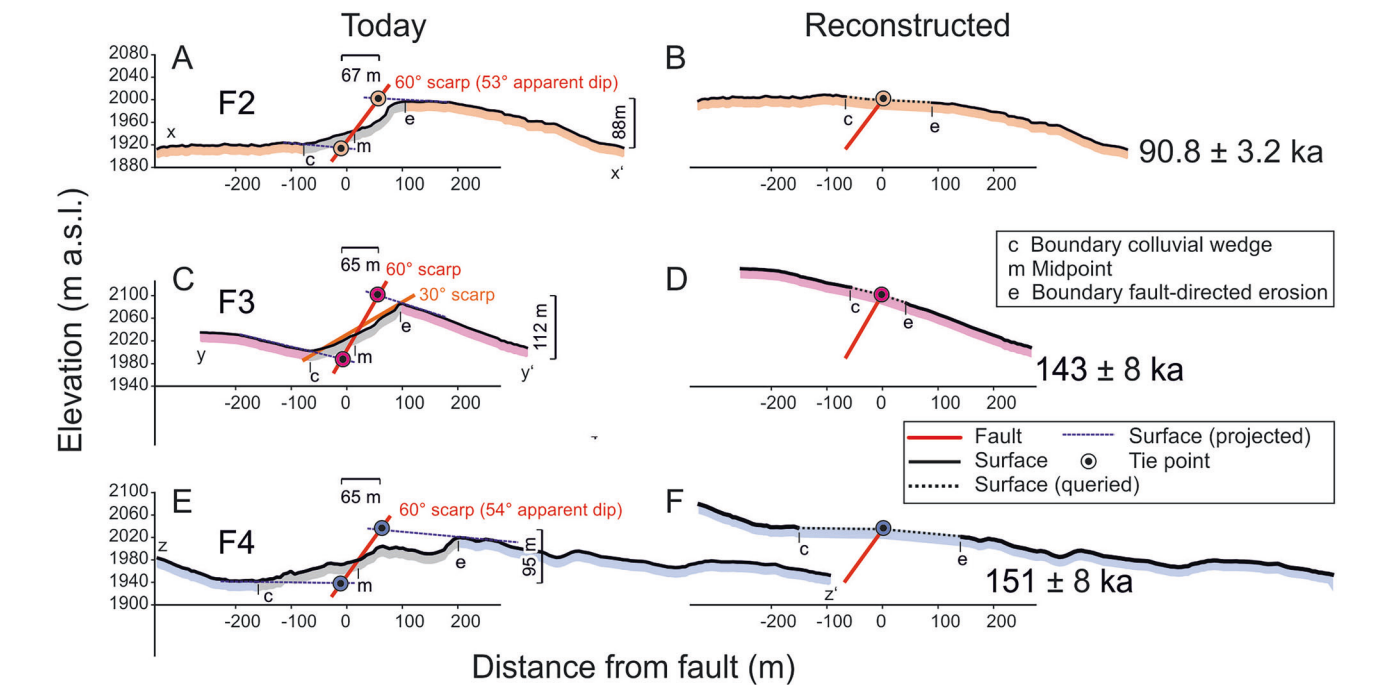 Today
Reconstructed
Elevation (m a.s.l.)
A
F2
2080
2040
2000
1960
1920
1880
67 m
60° scarp (53° apparent dip)
88m
x
c
m
e
x‘
-200 -100 0 100 200
B
c
e
90.8 ± 3.2 ka
-200 -100 0 100 200
c Boundary colluvial wedge
m Midpoint
e Boundary fault-directed erosion
C
F3
2100
2060
2020
1980
1940
65 m
60° scarp
30° scarp
112 m
y
c
m
e
y‘
-200 -100 0 100 200
D
c
e
143 ± 8 ka
-200 -100 0 100 200
Fault
Surface (projected)
Surface
Tie point
Surface (queried)
E
F4
2100
2060
2020
1980
1940
1900
65 m
60° scarp (54° apparent dip)
95 m
z
c
m
e
z‘
-200 -100 0 100 200
F
c
e
151 ± 8 ka
-200 -100 0 100 200
Distance from fault (m)